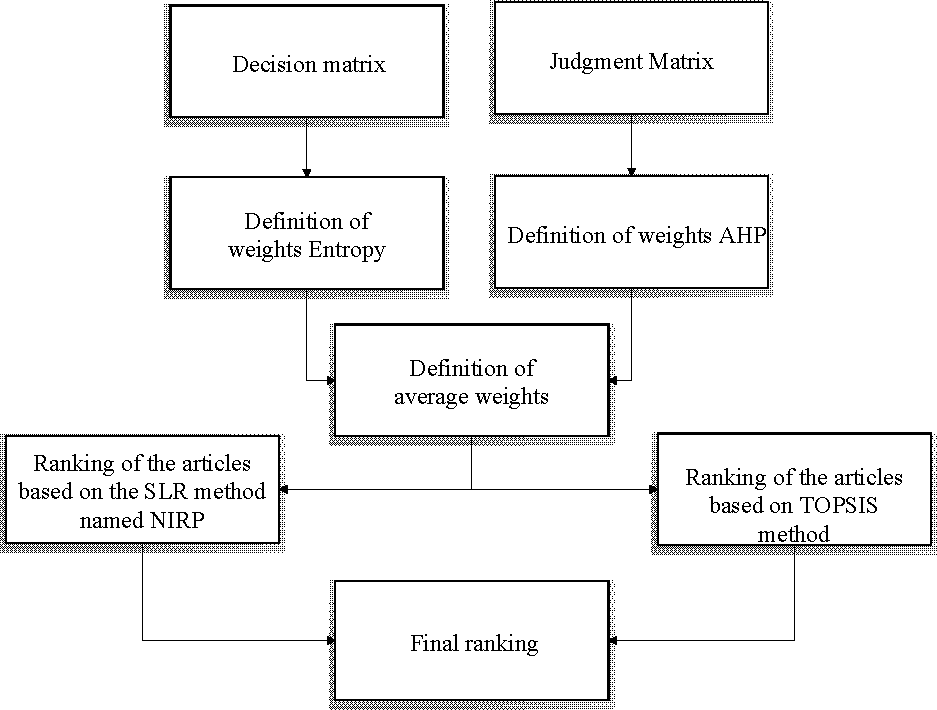 Decision matrix
Judgment Matrix
Definition of
weights Entropy
Definition of weights AHP
Definition of
average weights
Ranking of the articles
based on the SLR method
named NIRP
Ranking of the articles
based on TOPSIS
method
Final ranking